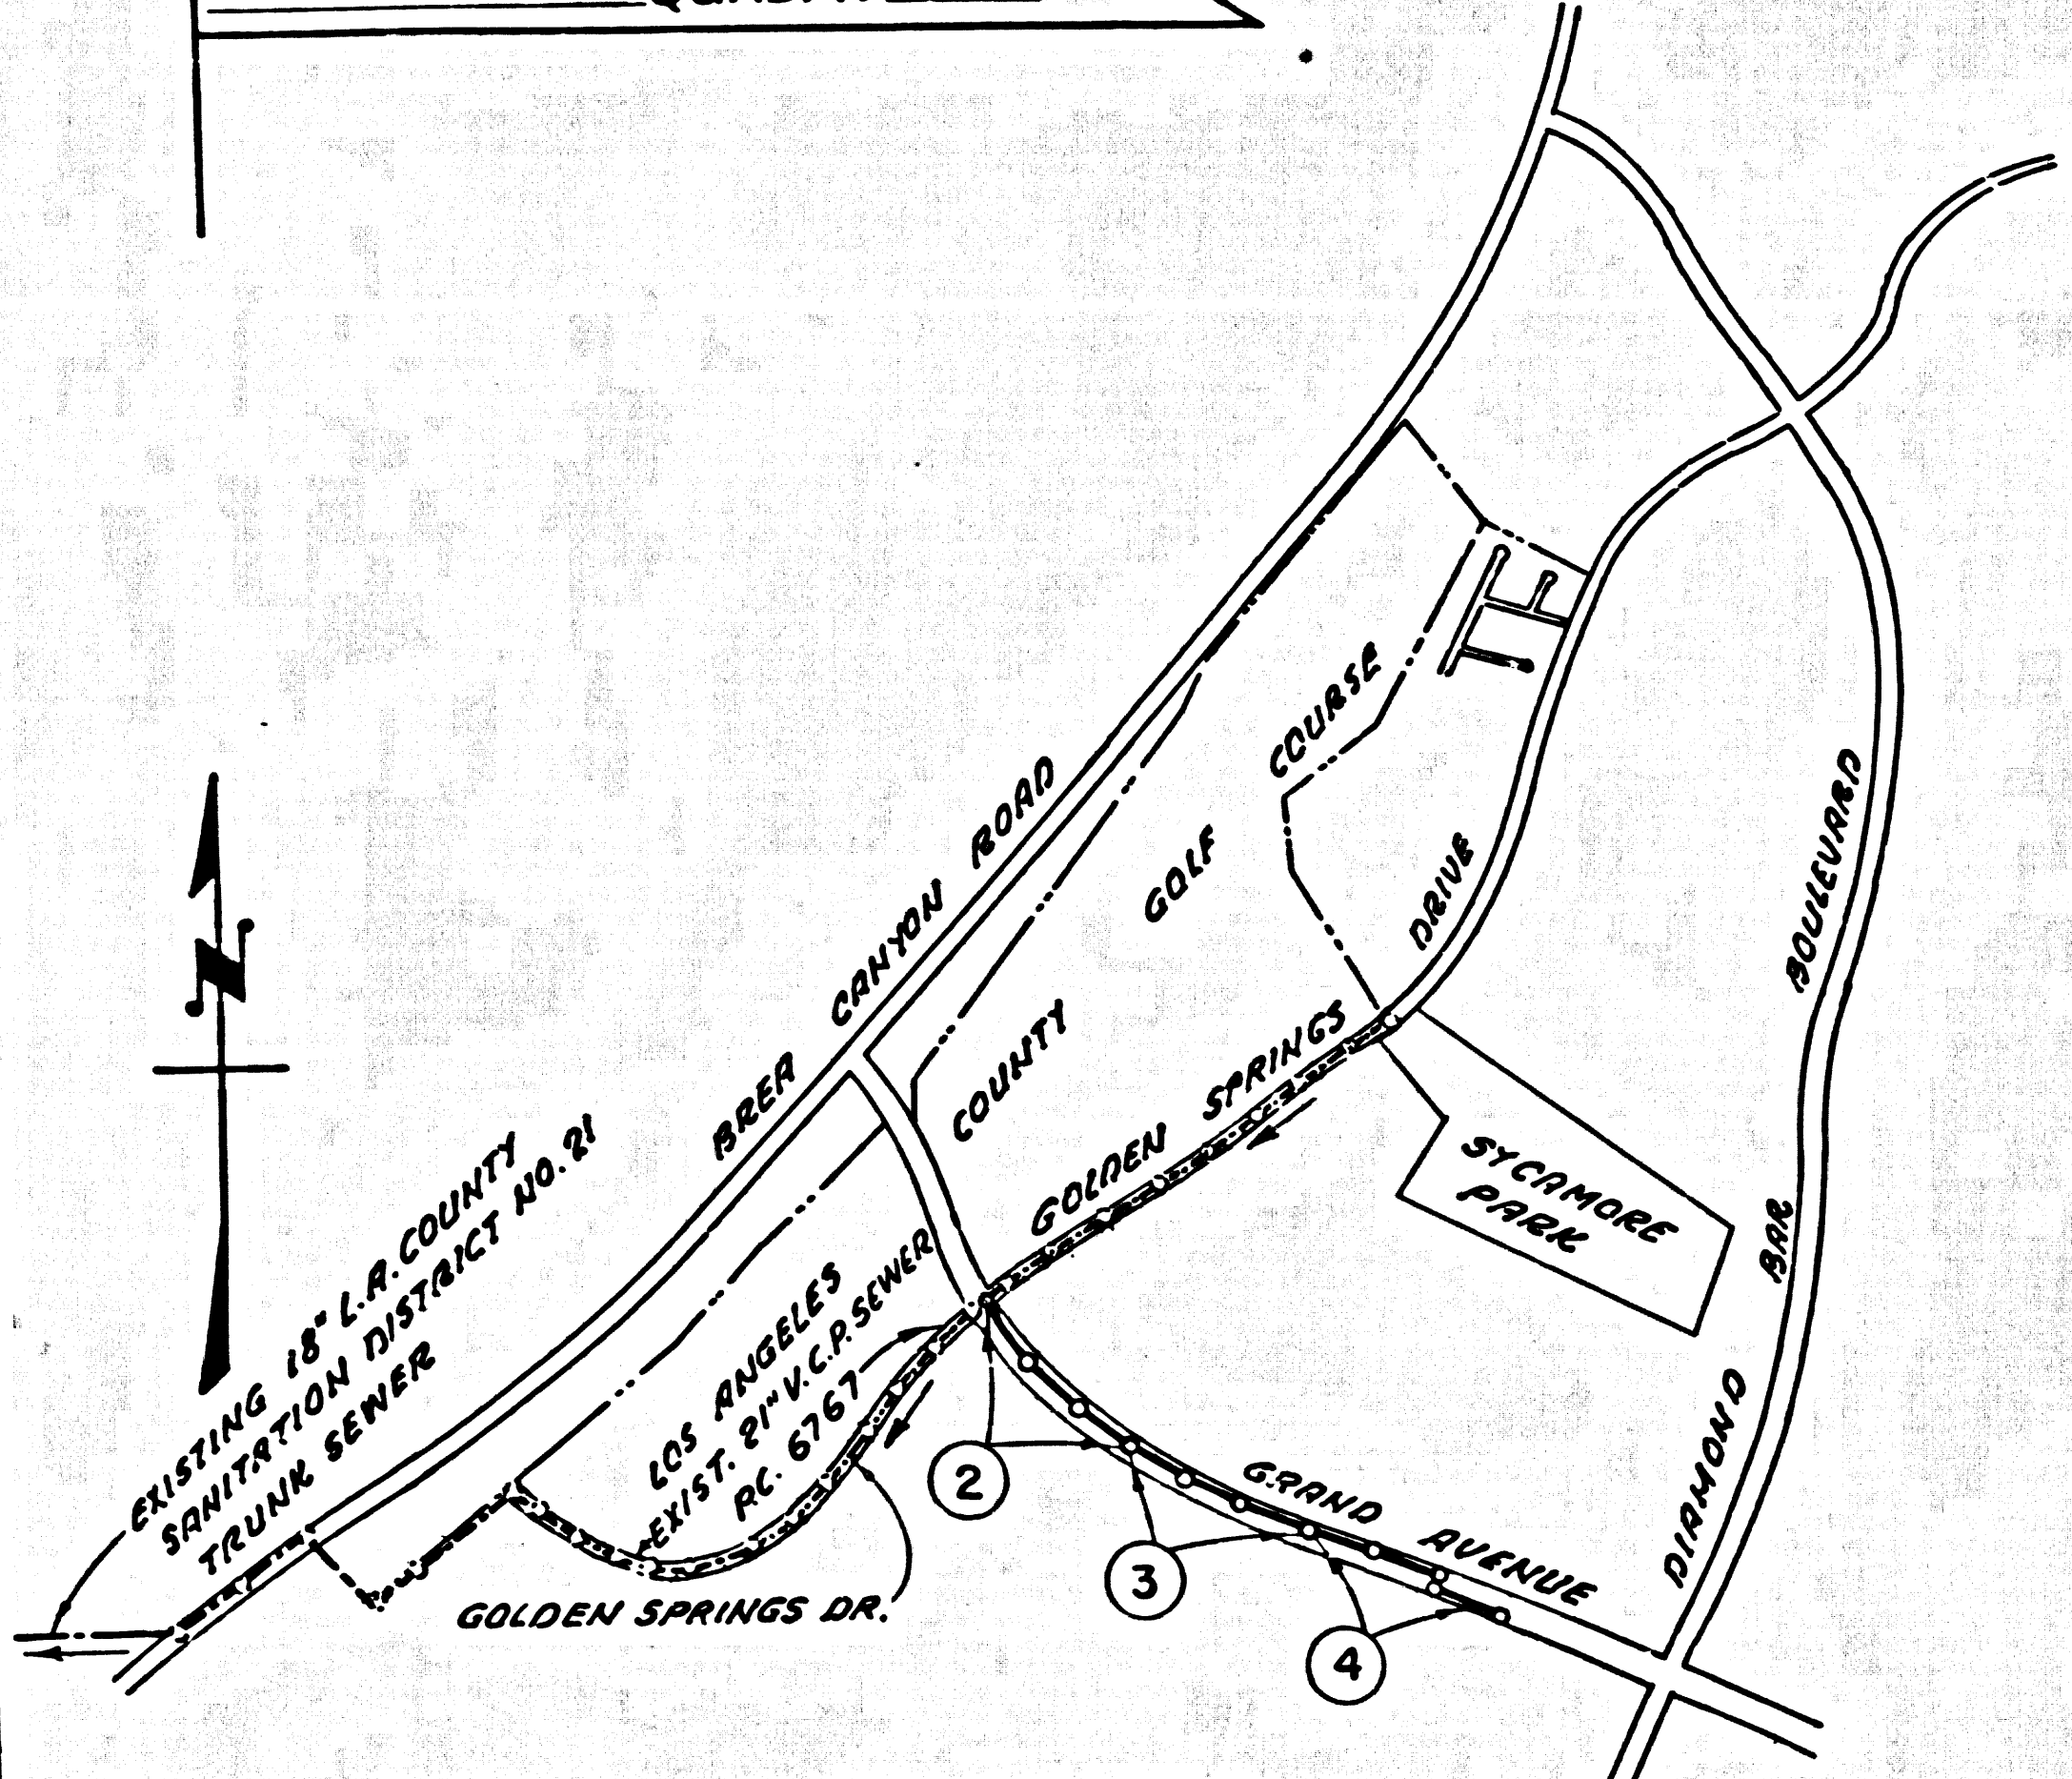 BREA CANYON ROAD
COUNTY GOLF COURSE
GOLDEN SPRINGS DRIVE
DIAMOND BAR BOULEVARD
SYCAMORE
PARK
EXISTING 18" L.A. COUNTY
SANITATION DISTRICT NO. 21
TRUNK SEWER
LOS ANGELES
EXIST. 21" V.C.P. SEWER
P.C. 6767
GOLDEN SPRINGS DR.
GRAND AVENUE
2
3
4
N